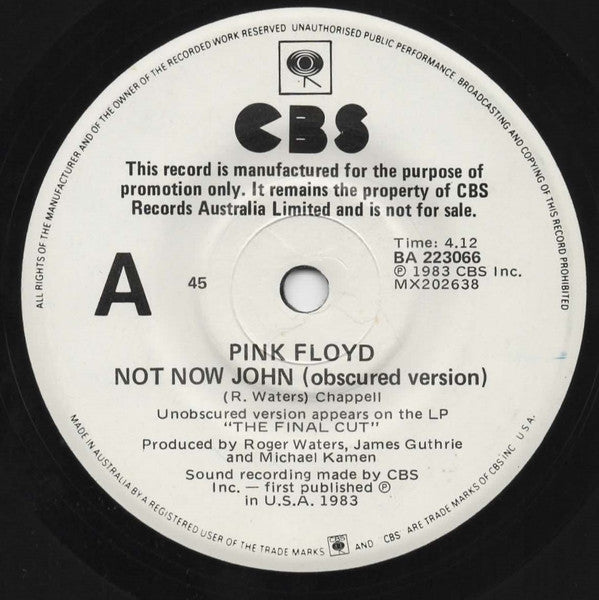 ALL RIGHTS OF THE MANUFACTURER AND OF THE OWNER OF THE RECORDED WORK RESERVED UNAUTHORISED PUBLIC PERFORMANCE BROADCASTING AND COPYING OF THIS RECORD PROHIBITED
CBS
This record is manufactured for the purpose of
promotion only. It remains the property of CBS
Records Australia Limited and is not for sale.
A
45
Time: 4.12
BA 223066
℗ 1983 CBS Inc.
MX202638
PINK FLOYD
NOT NOW JOHN (obscured version)
(R. Waters) Chappell
Unobscured version appears on the LP
"THE FINAL CUT"
Produced by Roger Waters, James Guthrie
and Michael Kamen
Sound recording made by CBS
Inc. — first published ℗
in U.S.A. 1983
MADE IN AUSTRALIA BY A REGISTERED USER OF THE TRADE MARKS AND 'CBS' ARE TRADE MARKS OF CBS INC U.S.A.